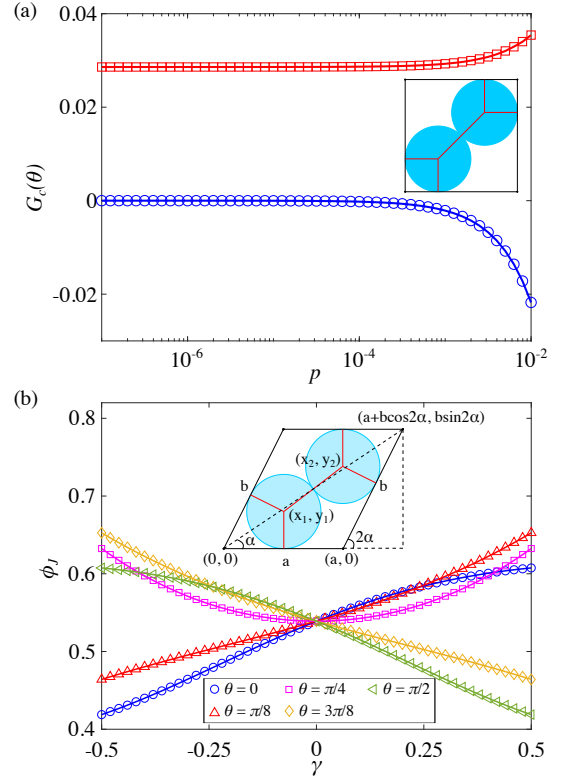 (a)
0.04
0.02
0
-0.02
G_c(θ)
10^-6
10^-4
10^-2
p
(b)
0.8
0.7
0.6
0.5
0.4
ϕ_J
(a+bcos2α, bsin2α)
(x_2, y_2)
b
b
(x_1, y_1)
α
2α
(0, 0)
a
(a, 0)
θ = 0
θ = π/4
θ = π/2
θ = π/8
θ = 3π/8
-0.5
-0.25
0
0.25
0.5
γ